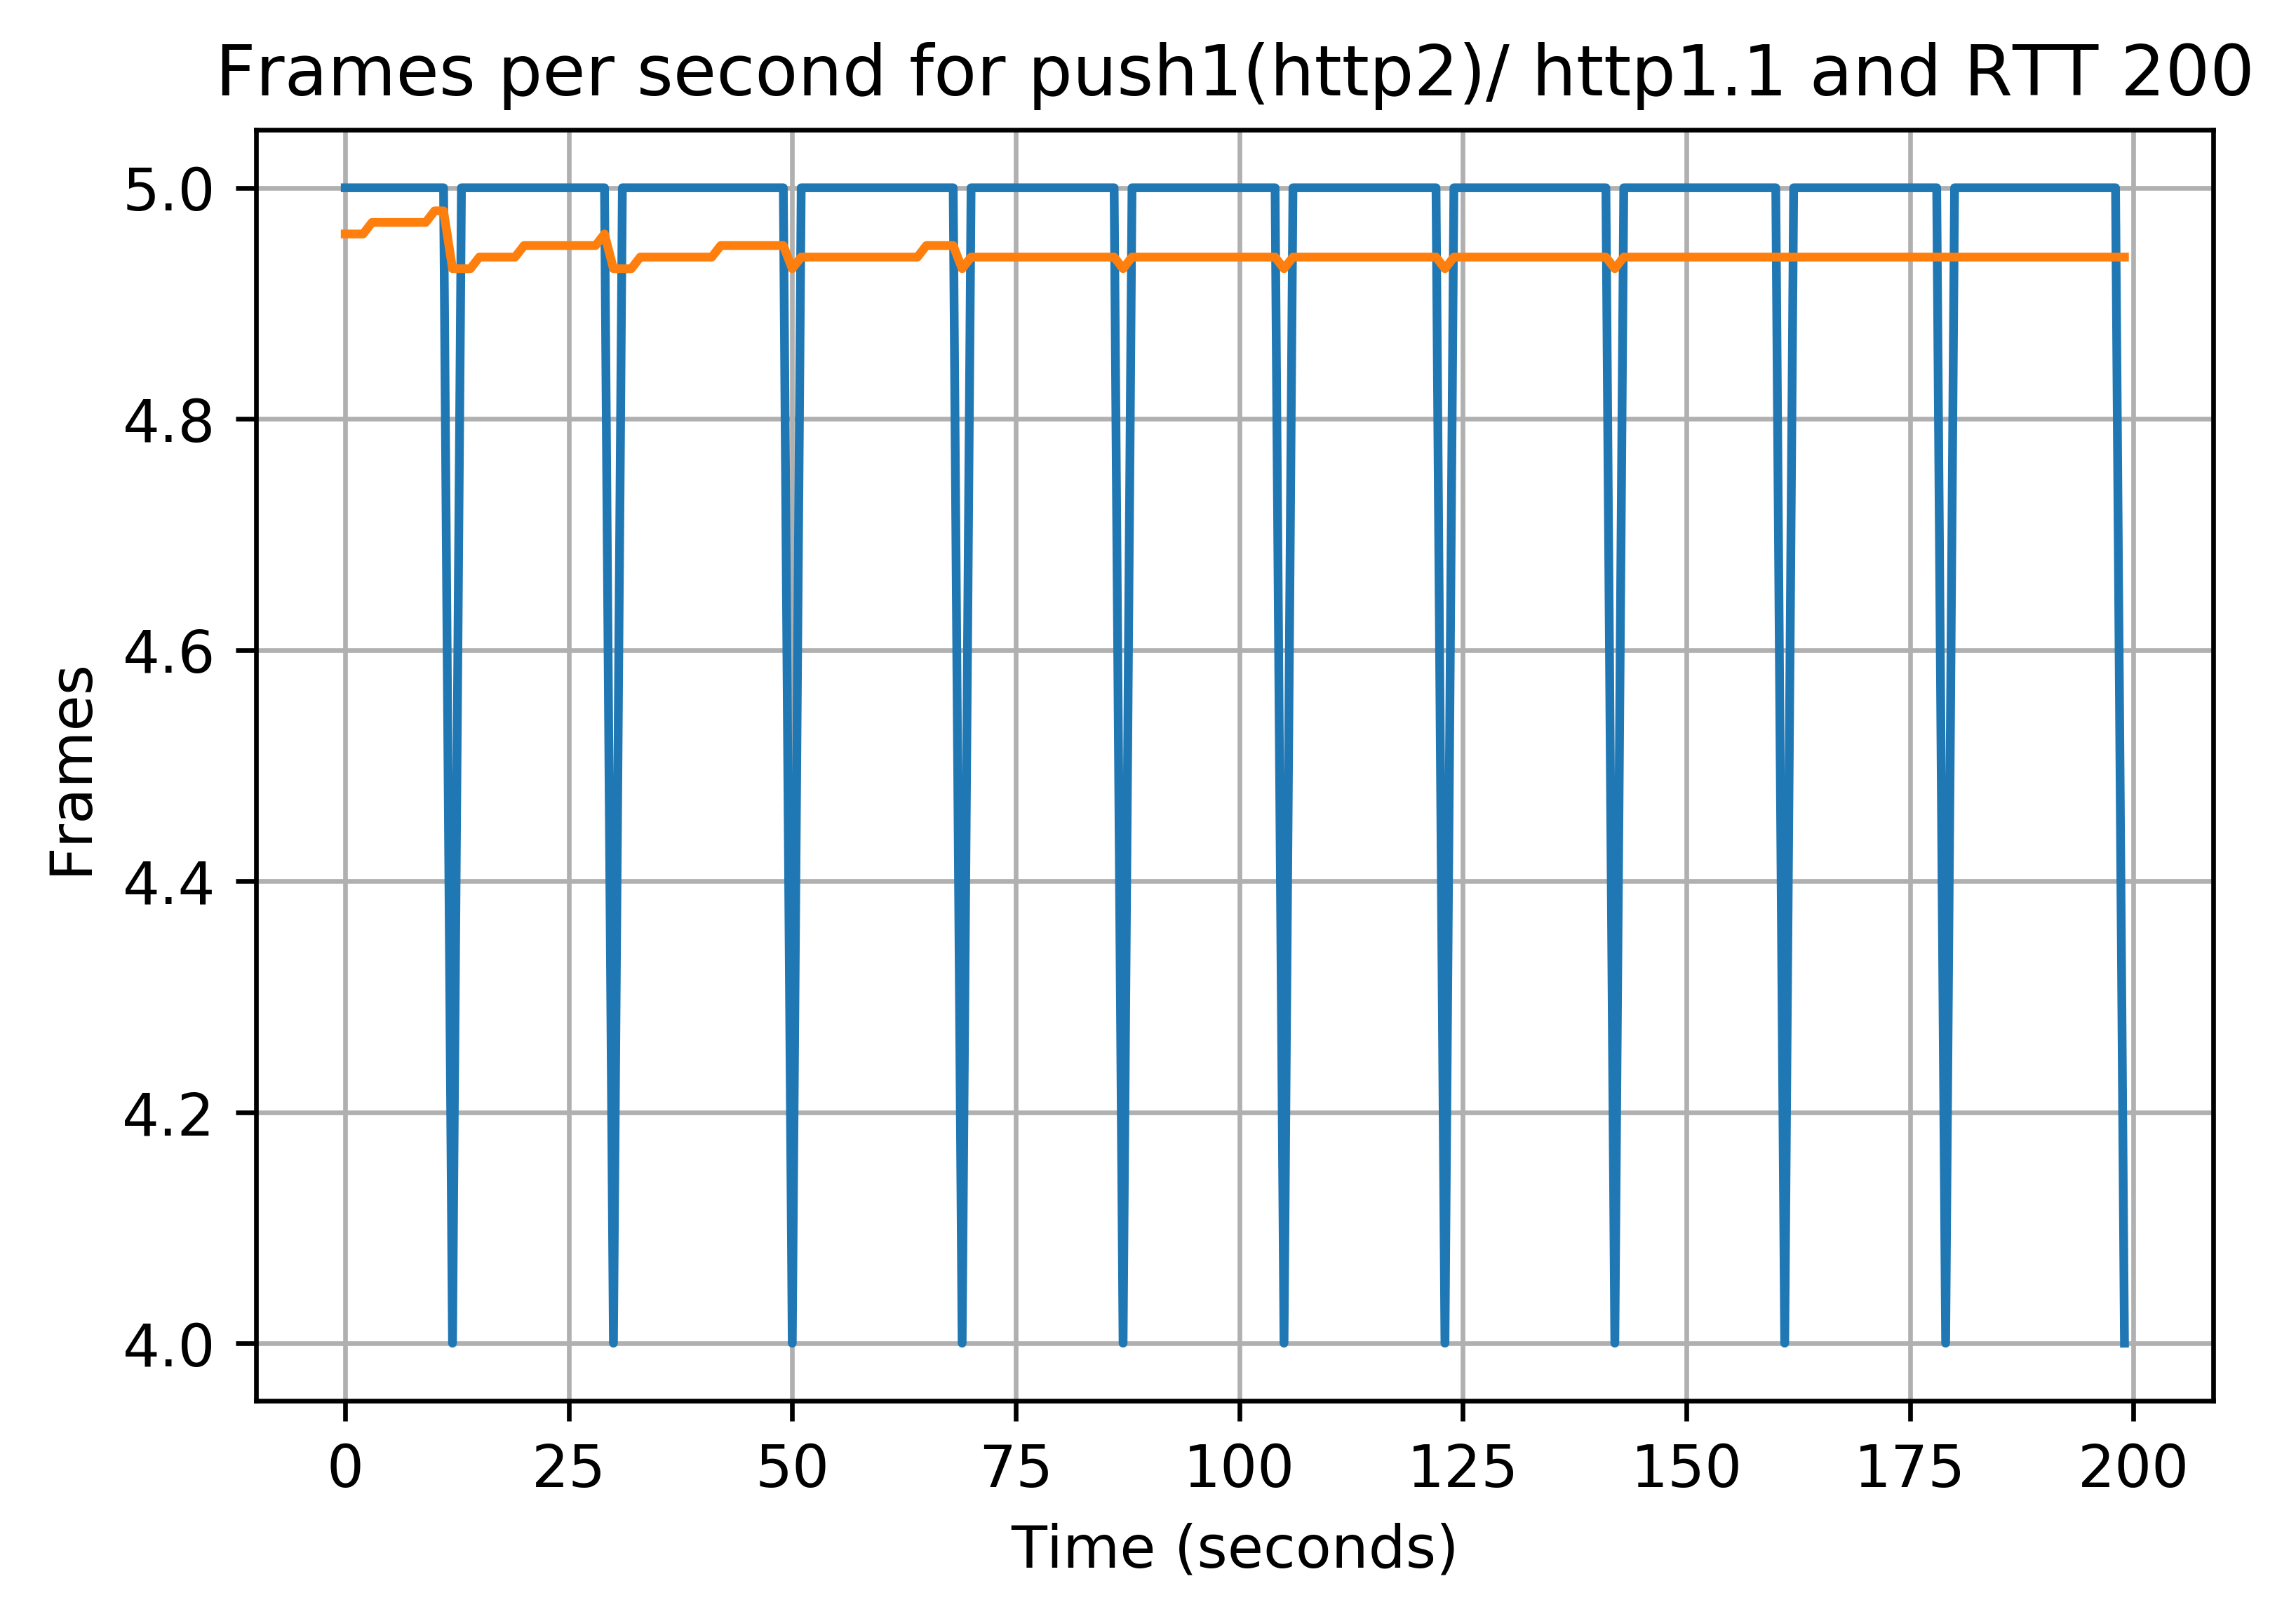 Frames per second for push1(http2)/ http1.1 and RTT 200
5.0
4.8
4.6
4.4
4.2
4.0
Frames
0 25 50 75 100 125 150 175 200
Time (seconds)